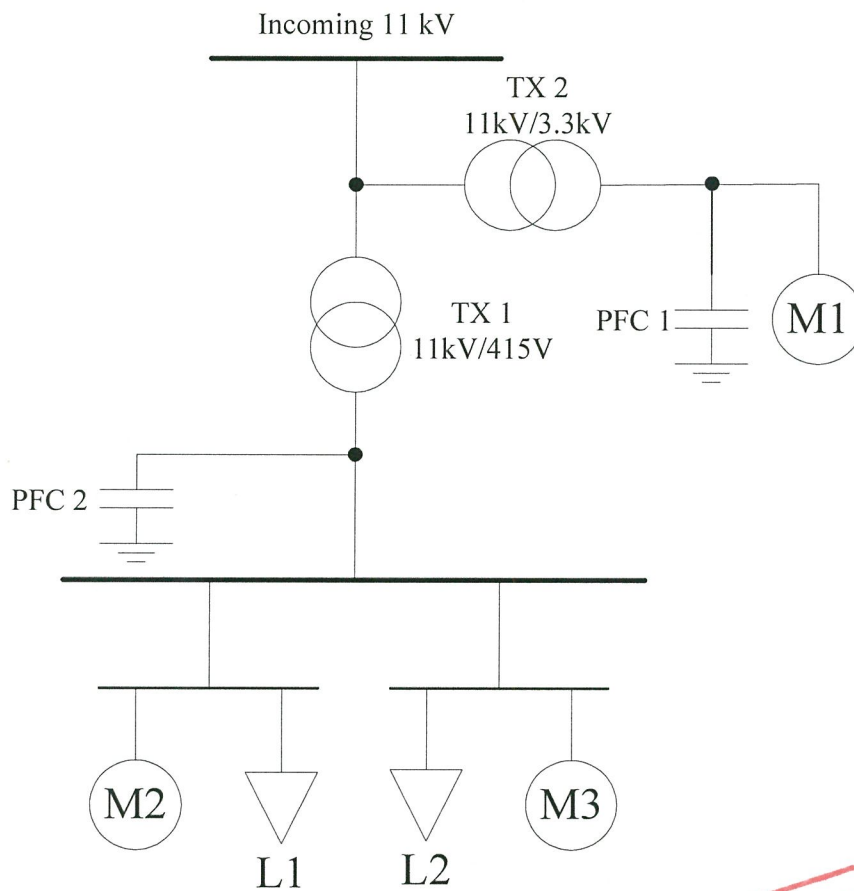 Incoming 11 kV
TX 2
11kV/3.3kV
TX 1
11kV/415V
PFC 1
M1
PFC 2
M2
L1
L2
M3